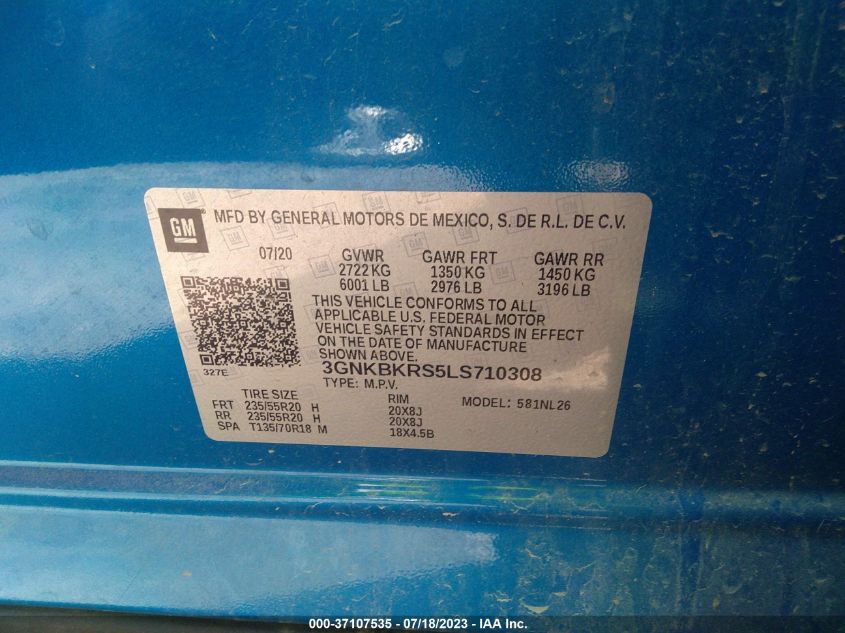 GM
MFD BY GENERAL MOTORS DE MEXICO, S. DE R.L. DE C.V.
07/20 GVWR GAWR FRT GAWR RR
2722 KG 1350 KG 1450 KG
6001 LB 2976 LB 3196 LB
THIS VEHICLE CONFORMS TO ALL
APPLICABLE U.S. FEDERAL MOTOR
VEHICLE SAFETY STANDARDS IN EFFECT
ON THE DATE OF MANUFACTURE
SHOWN ABOVE.
327E
3GNKBKRS5LS710308
TYPE: M.P.V.
TIRE SIZE RIM MODEL: 581NL26
FRT 235/55R20 H 20X8J
RR 235/55R20 H 20X8J
SPA T135/70R18 M 18X4.5B
000-37107535 - 07/18/2023 - IAA Inc.